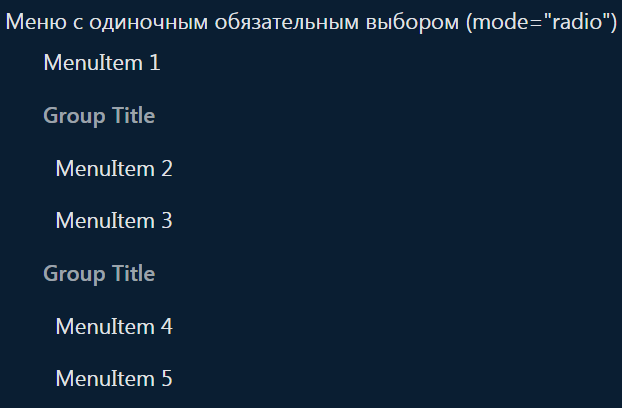 Меню с одиночным обязательным выбором (mode="radio")
MenuItem 1
Group Title
MenuItem 2
MenuItem 3
Group Title
MenuItem 4
MenuItem 5